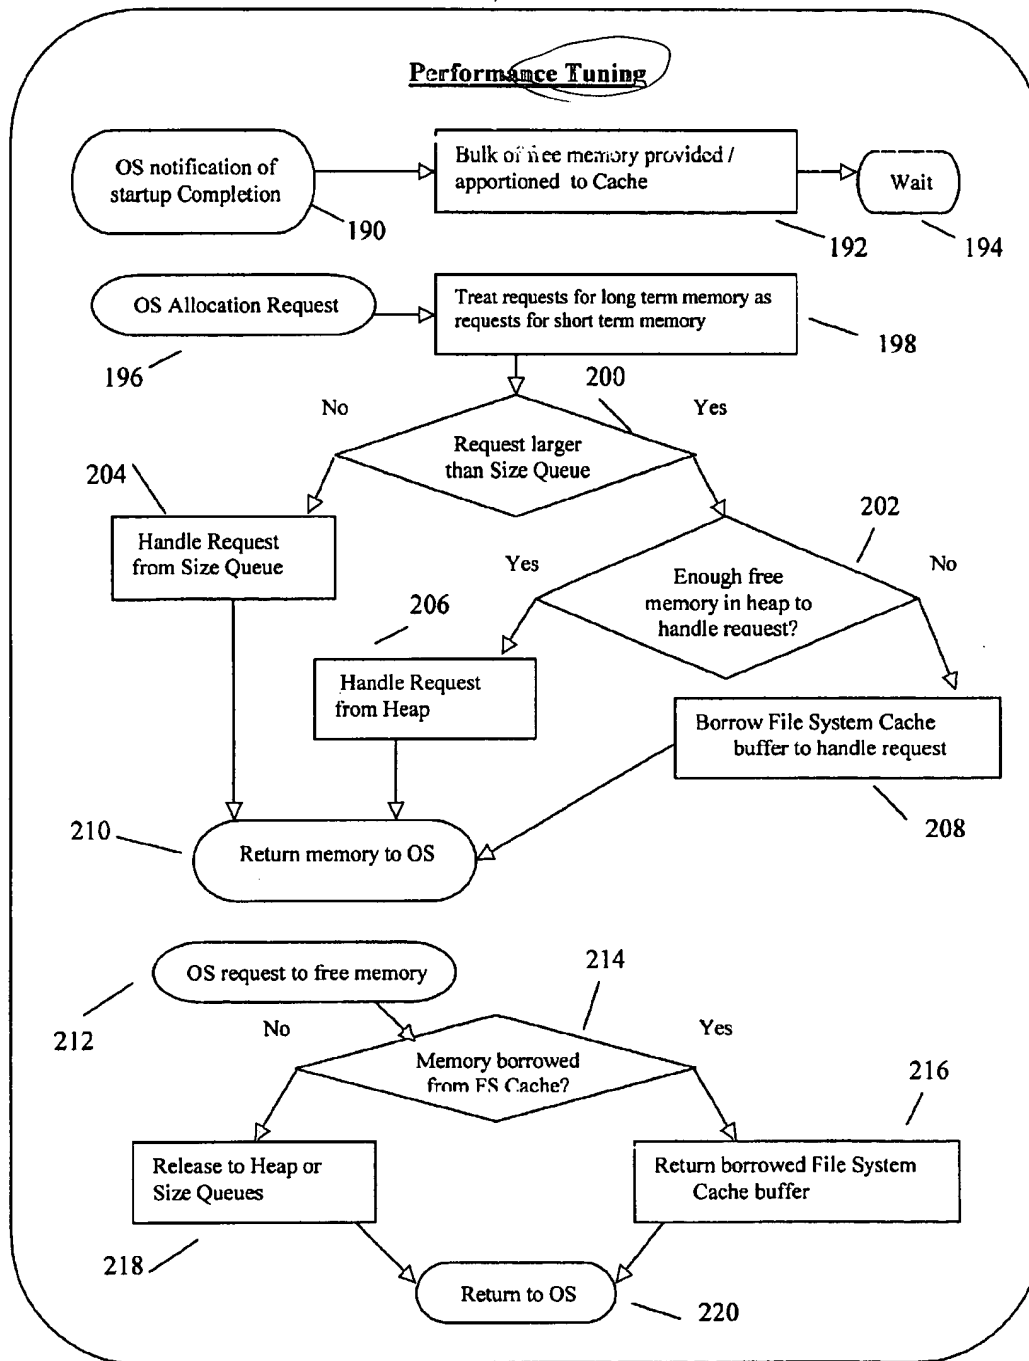 Performance Tuning
OS notification of
startup Completion
190
Bulk of free memory provided /
apportioned to Cache
192
Wait
194
OS Allocation Request
196
Treat requests for long term memory as
requests for short term memory
198
200
No
Yes
Request larger
than Size Queue
204
Handle Request
from Size Queue
202
Yes
No
Enough free
memory in heap to
handle request?
206
Handle Request
from Heap
Borrow File System Cache
buffer to handle request
208
210
Return memory to OS
OS request to free memory
212
214
No
Yes
Memory borrowed
from FS Cache?
216
Release to Heap or
Size Queues
218
Return borrowed File System
Cache buffer
Return to OS
220